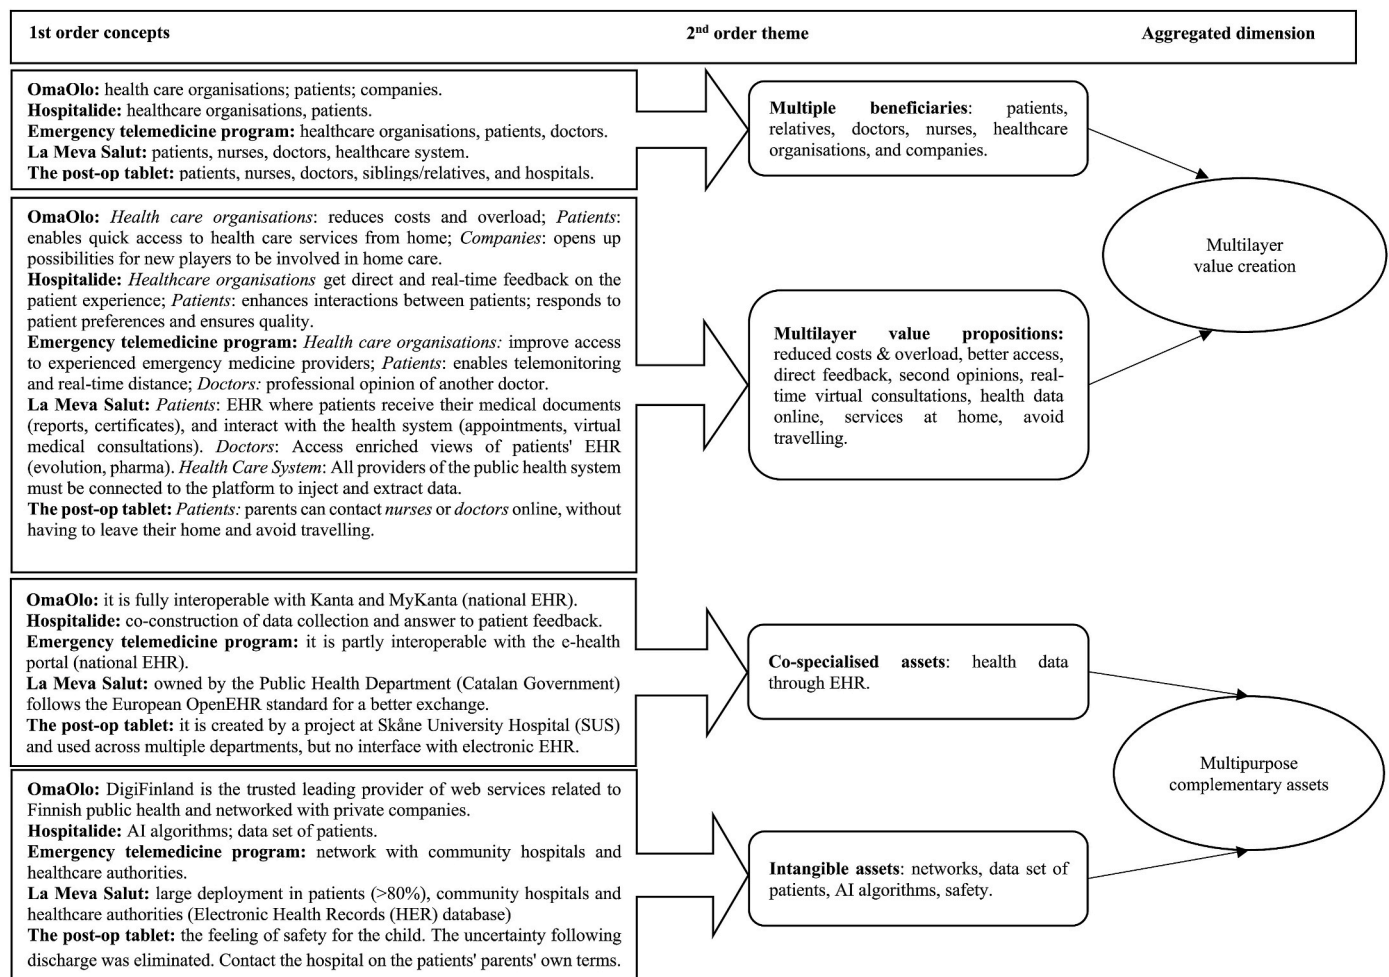 1st order concepts
2nd order theme
Aggregated dimension
OmaOlo: health care organisations; patients; companies.
Hospitalide: healthcare organisations, patients.
Emergency telemedicine program: healthcare organisations, patients, doctors.
La Meva Salut: patients, nurses, doctors, healthcare system.
The post-op tablet: patients, nurses, doctors, siblings/relatives, and hospitals.
Multiple beneficiaries: patients,
relatives, doctors, nurses, healthcare
organisations, and companies.
OmaOlo: Health care organisations: reduces costs and overload; Patients:
enables quick access to health care services from home; Companies: opens up
possibilities for new players to be involved in home care.
Hospitalide: Healthcare organisations get direct and real-time feedback on the
patient experience; Patients: enhances interactions between patients; responds to
patient preferences and ensures quality.
Emergency telemedicine program: Health care organisations: improve access
to experienced emergency medicine providers; Patients: enables telemonitoring
and real-time distance; Doctors: professional opinion of another doctor.
La Meva Salut: Patients: EHR where patients receive their medical documents
(reports, certificates), and interact with the health system (appointments, virtual
medical consultations). Doctors: Access enriched views of patients' EHR
(evolution, pharma). Health Care System: All providers of the public health system
must be connected to the platform to inject and extract data.
The post-op tablet: Patients: parents can contact nurses or doctors online, without
having to leave their home and avoid travelling.
Multilayer value propositions:
reduced costs & overload, better access,
direct feedback, second opinions, real-
time virtual consultations, health data
online, services at home, avoid
travelling.
Multilayer
value creation
OmaOlo: it is fully interoperable with Kanta and MyKanta (national EHR).
Hospitalide: co-construction of data collection and answer to patient feedback.
Emergency telemedicine program: it is partly interoperable with the e-health
portal (national EHR).
La Meva Salut: owned by the Public Health Department (Catalan Government)
follows the European OpenEHR standard for a better exchange.
The post-op tablet: it is created by a project at Skåne University Hospital (SUS)
and used across multiple departments, but no interface with electronic EHR.
Co-specialised assets: health data
through EHR.
OmaOlo: DigiFinland is the trusted leading provider of web services related to
Finnish public health and networked with private companies.
Hospitalide: AI algorithms; data set of patients.
Emergency telemedicine program: network with community hospitals and
healthcare authorities.
La Meva Salut: large deployment in patients (>80%), community hospitals and
healthcare authorities (Electronic Health Records (HER) database)
The post-op tablet: the feeling of safety for the child. The uncertainty following
discharge was eliminated. Contact the hospital on the patients' parents' own terms.
Intangible assets: networks, data set of
patients, AI algorithms, safety.
Multipurpose
complementary assets